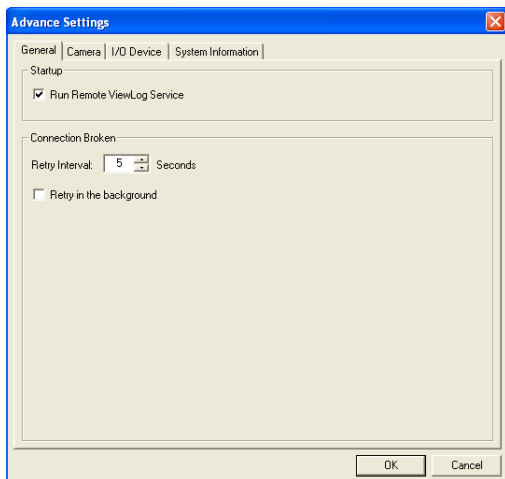 Advance Settings
General Camera I/O Device System Information
Startup
Run Remote ViewLog Service
Connection Broken
Retry Interval: 5 Seconds
Retry in the background
OK Cancel